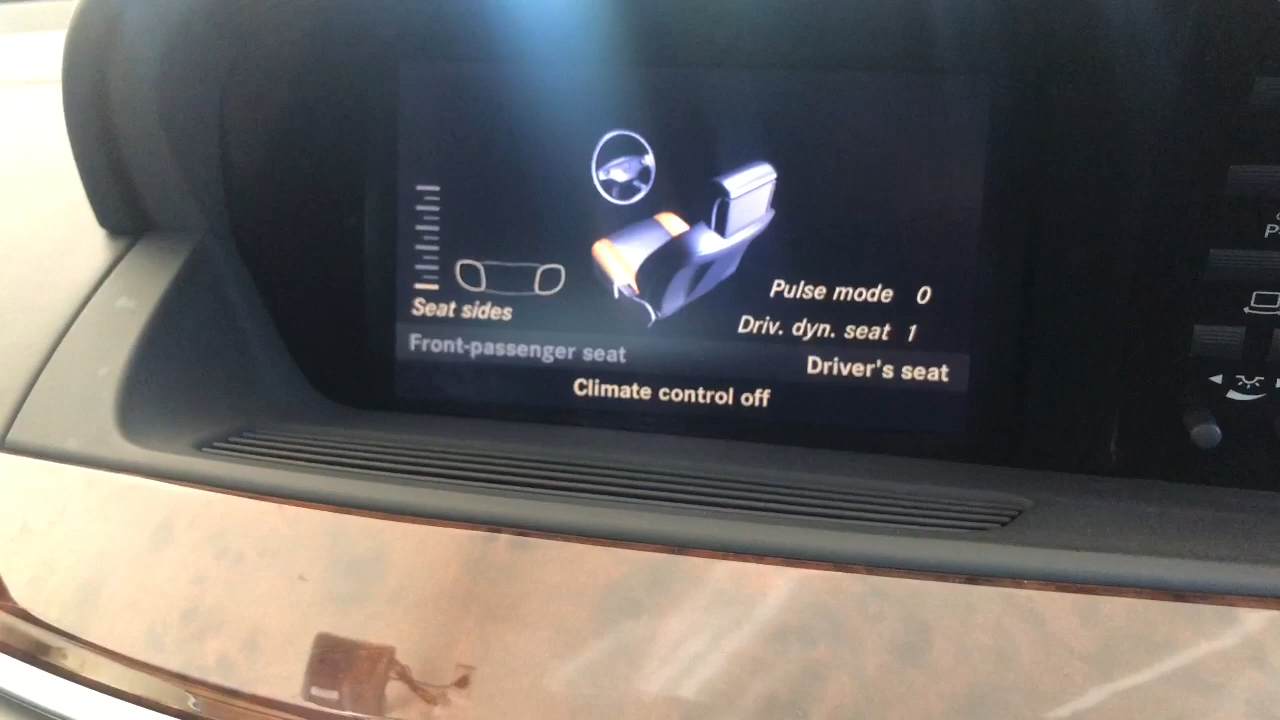 Pulse mode 0
Seat sides
Driv. dyn. seat 1
Front-passenger seat
Driver's seat
Climate control off